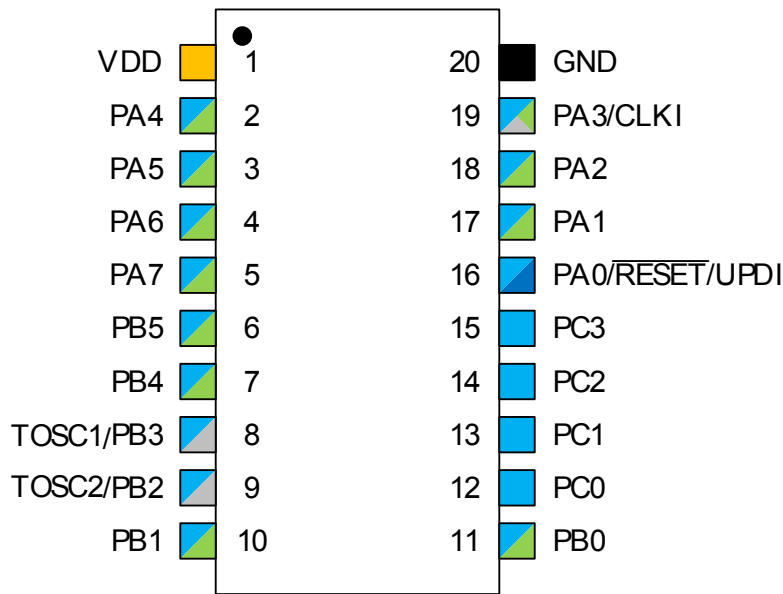 VDD 1 20 GND
PA4 2 19 PA3/CLKI
PA5 3 18 PA2
PA6 4 17 PA1
PA7 5 16 PA0/RESET/UPDI
PB5 6 15 PC3
PB4 7 14 PC2
TOSC1/PB3 8 13 PC1
TOSC2/PB2 9 12 PC0
PB1 10 11 PB0